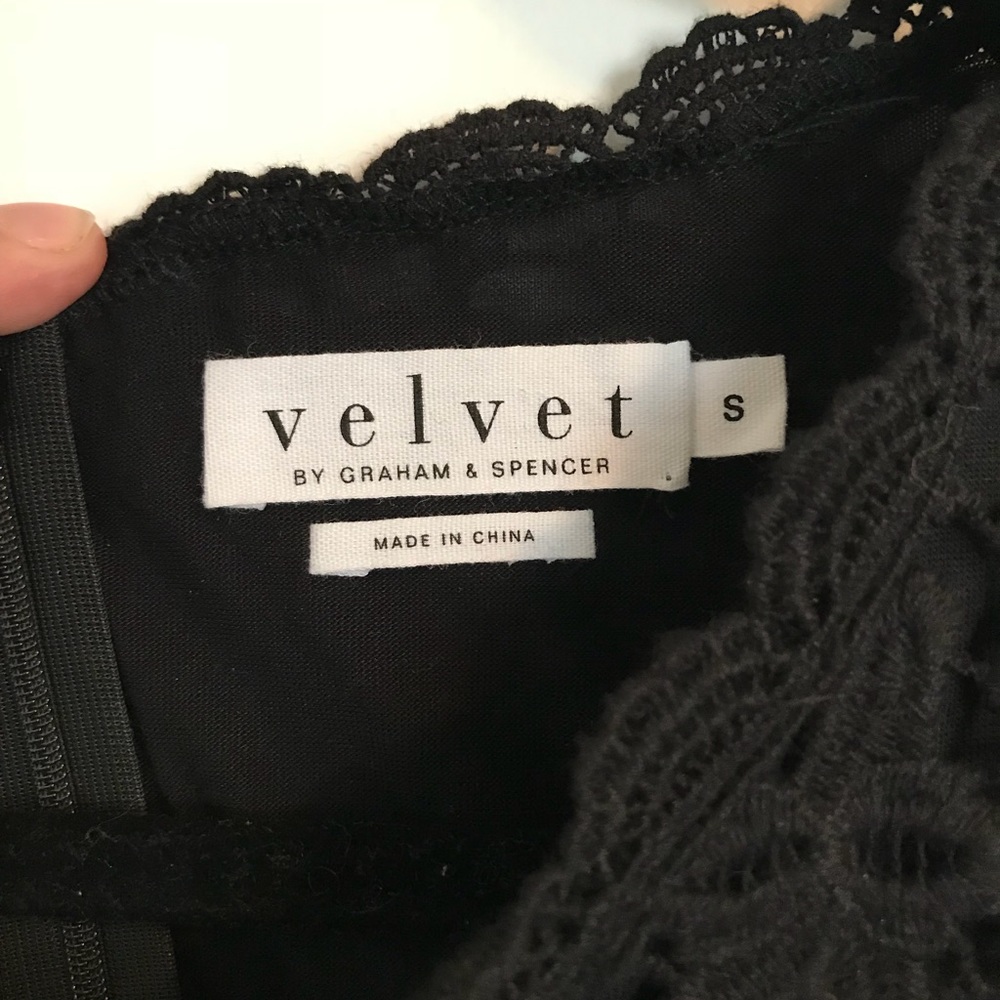 velvet
BY GRAHAM & SPENCER
S
MADE IN CHINA